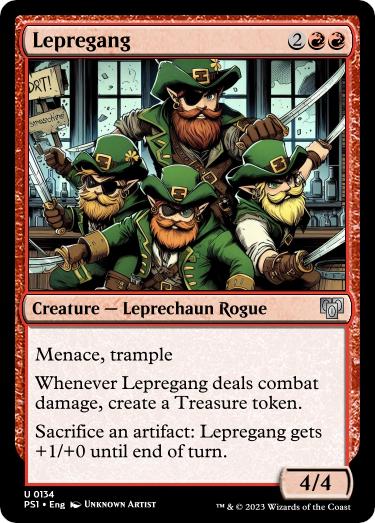 Lepregang 2
ORT!
Creature — Leprechaun Rogue
Menace, trample
Whenever Lepregang deals combat
damage, create a Treasure token.
Sacrifice an artifact: Lepregang gets
+1/+0 until end of turn.
4/4
U 0134
PS1 • Eng Unknown Artist
™ & © 2023 Wizards of the Coast